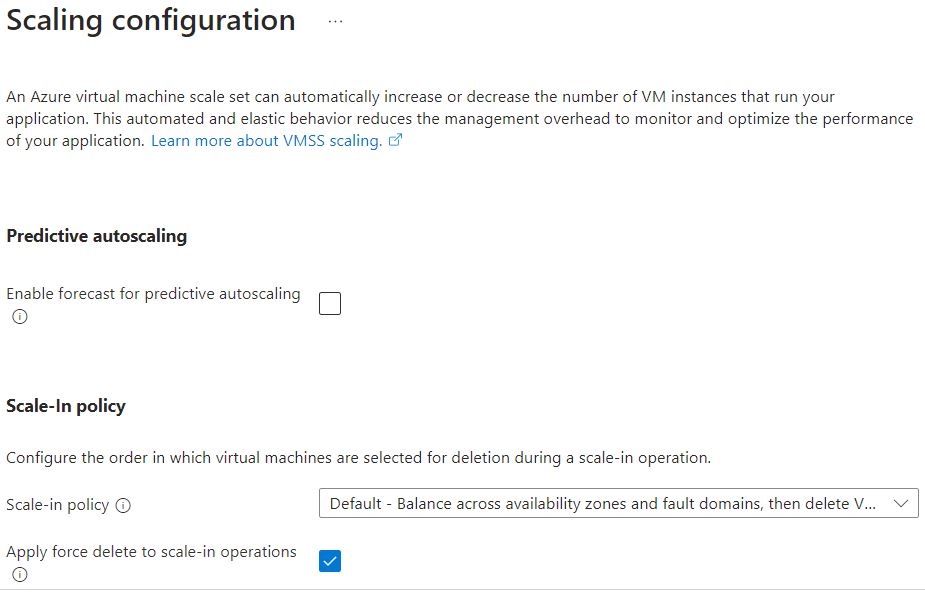 Scaling configuration ...
An Azure virtual machine scale set can automatically increase or decrease the number of VM instances that run your
application. This automated and elastic behavior reduces the management overhead to monitor and optimize the performance
of your application. Learn more about VMSS scaling.
Predictive autoscaling
Enable forecast for predictive autoscaling
Scale-In policy
Configure the order in which virtual machines are selected for deletion during a scale-in operation.
Scale-in policy
Default - Balance across availability zones and fault domains, then delete V...
Apply force delete to scale-in operations